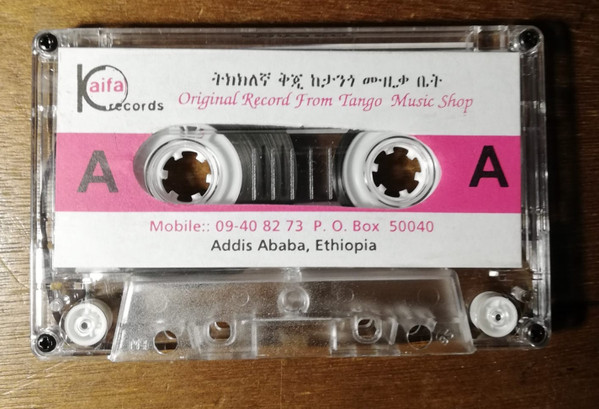 Kaifa
records
ትክክለኛ ቅጂ ከታንጎ ሙዚቃ ቤት
Original Record From Tango Music Shop
A
A
Mobile:: 09-40 82 73 P. O. Box 50040
Addis Ababa, Ethiopia